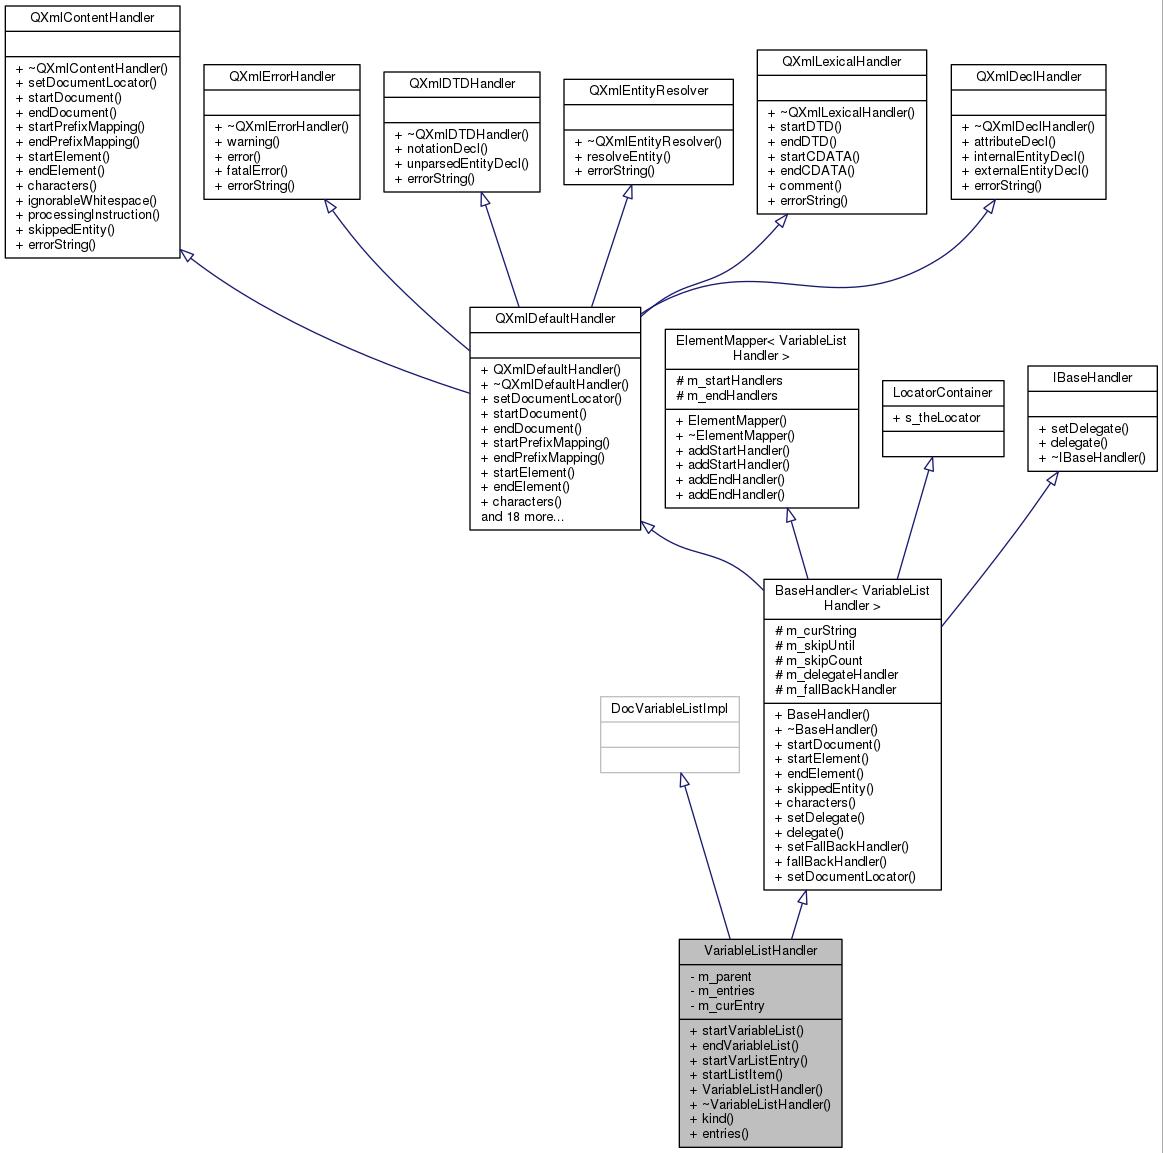 QXmlContentHandler
+ ~QXmlContentHandler()
+ setDocumentLocator()
+ startDocument()
+ endDocument()
+ startPrefixMapping()
+ endPrefixMapping()
+ startElement()
+ endElement()
+ characters()
+ ignorableWhitespace()
+ processingInstruction()
+ skippedEntity()
+ errorString()
QXmlErrorHandler
+ ~QXmlErrorHandler()
+ warning()
+ error()
+ fatalError()
+ errorString()
QXmlDTDHandler
+ ~QXmlDTDHandler()
+ notationDecl()
+ unparsedEntityDecl()
+ errorString()
QXmlEntityResolver
+ ~QXmlEntityResolver()
+ resolveEntity()
+ errorString()
QXmlLexicalHandler
+ ~QXmlLexicalHandler()
+ startDTD()
+ endDTD()
+ startCDATA()
+ endCDATA()
+ comment()
+ errorString()
QXmlDeclHandler
+ ~QXmlDeclHandler()
+ attributeDecl()
+ internalEntityDecl()
+ externalEntityDecl()
+ errorString()
QXmlDefaultHandler
+ QXmlDefaultHandler()
+ ~QXmlDefaultHandler()
+ setDocumentLocator()
+ startDocument()
+ endDocument()
+ startPrefixMapping()
+ endPrefixMapping()
+ startElement()
+ endElement()
+ characters()
and 18 more...
ElementMapper< VariableList
Handler >
# m_startHandlers
# m_endHandlers
+ ElementMapper()
+ ~ElementMapper()
+ addStartHandler()
+ addStartHandler()
+ addEndHandler()
+ addEndHandler()
LocatorContainer
+ s_theLocator
IBaseHandler
+ setDelegate()
+ delegate()
+ ~IBaseHandler()
BaseHandler< VariableList
Handler >
# m_curString
# m_skipUntil
# m_skipCount
# m_delegateHandler
# m_fallBackHandler
+ BaseHandler()
+ ~BaseHandler()
+ startDocument()
+ startElement()
+ endElement()
+ skippedEntity()
+ characters()
+ setDelegate()
+ delegate()
+ setFallBackHandler()
+ fallBackHandler()
+ setDocumentLocator()
DocVariableListImpl
VariableListHandler
- m_parent
- m_entries
- m_curEntry
+ startVariableList()
+ endVariableList()
+ startVarListEntry()
+ startListItem()
+ VariableListHandler()
+ ~VariableListHandler()
+ kind()
+ entries()